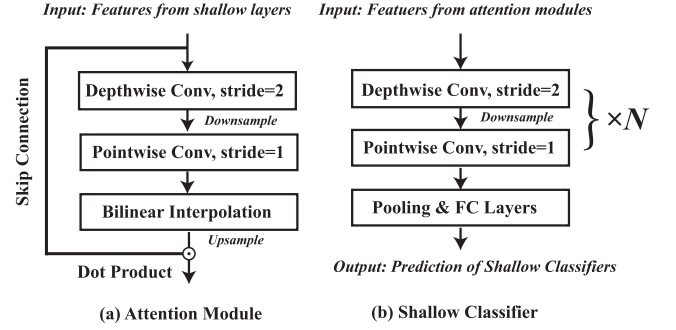 Input: Features from shallow layers
Skip Connection
Depthwise Conv, stride=2
Downsample
Pointwise Conv, stride=1
Bilinear Interpolation
Upsample
Dot Product
(a) Attention Module
Input: Featuers from attention modules
Depthwise Conv, stride=2
Downsample
Pointwise Conv, stride=1
×N
Pooling & FC Layers
Output: Prediction of Shallow Classifiers
(b) Shallow Classifier